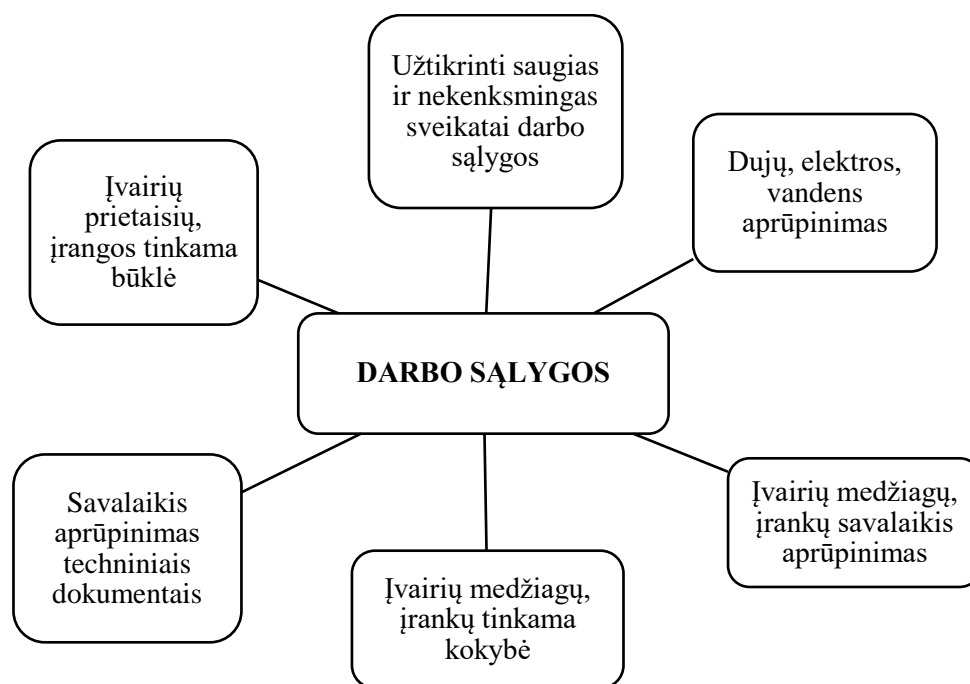 Užtikrinti saugias
ir nekenksmingas
sveikatai darbo
sąlygos
Dujų, elektros,
vandens
aprūpinimas
Įvairių
prietaisių,
įrangos tinkama
būklė
DARBO SĄLYGOS
Savalaikis
aprūpinimas
techniniais
dokumentais
Įvairių medžiagų,
įrankų tinkama
kokybė
Įvairių medžiagų,
įrankų savalaikis
aprūpinimas